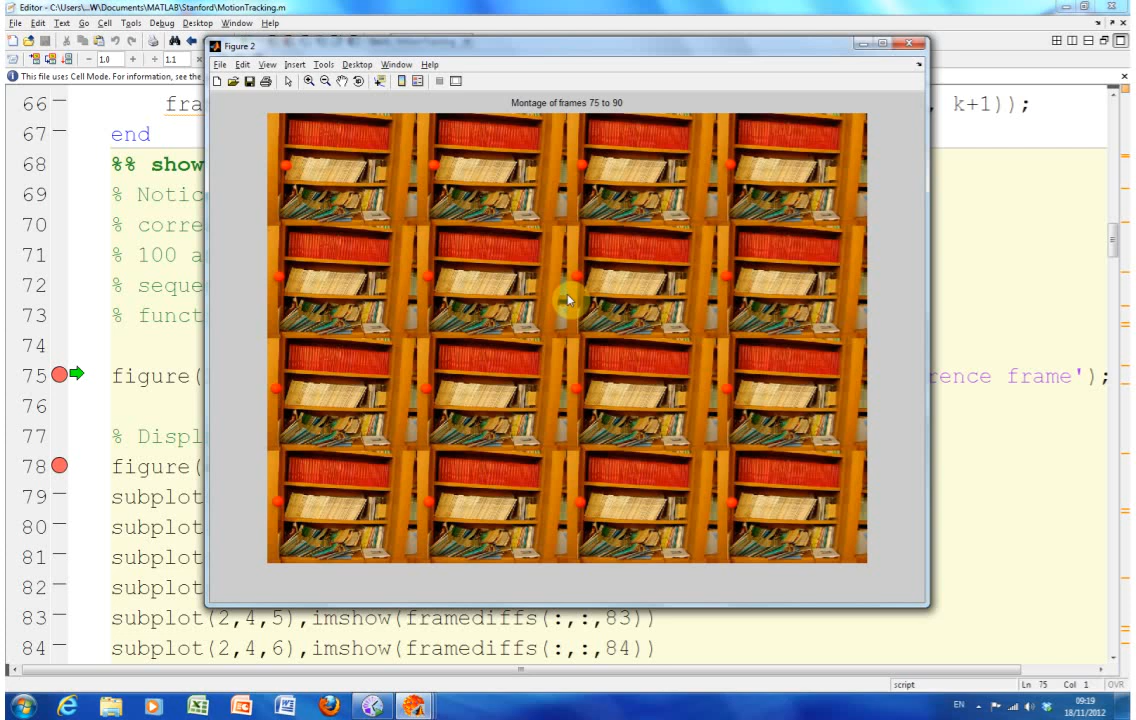 Editor - C:\Users\...W\Documents\MATLAB\Stanford\MotionTracking.m
File Edit Text Go Cell Tools Debug Desktop Window Help
1.0
1.1
This file uses Cell Mode. For information, see the
Figure 2
File Edit View Insert Tools Desktop Window Help
Montage of frames 75 to 90
66 fra , k+1));
67 end
68 %% show
69 % Notic
70 % corre
71 % 100 a
72 % seque
73 % funct
74
75 figure( rence frame');
76
77 % Displ
78 figure(
79 subplot
80 subplot
81 subplot
82 subplot
83 subplot(2,4,5),imshow(framediffs(:,:,83))
84 subplot(2,4,6),imshow(framediffs(:,:,84))
script Ln 75 Col 1 OVR
EN 09:19
18/11/2012